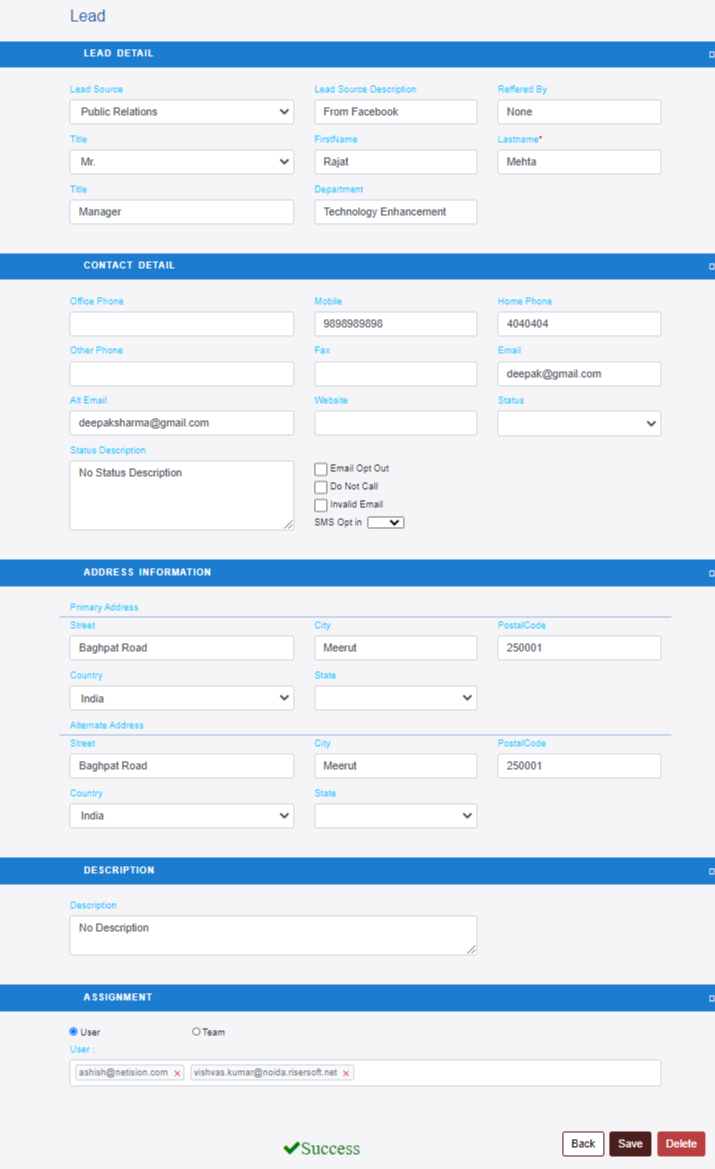 Lead
LEAD DETAIL
Lead Source Lead Source Description Reffered By
Public Relations From Facebook None
Title FirstName Lastname*
Mr. Rajat Mehta
Title Department
Manager Technology Enhancement
CONTACT DETAIL
Office Phone Mobile Home Phone
9898989898 4040404
Other Phone Fax Email
deepak@gmail.com
Alt Email Website Status
deepaksharma@gmail.com
Status Description
No Status Description
Email Opt Out
Do Not Call
Invalid Email
SMS Opt in
ADDRESS INFORMATION
Primary Address
Street City PostalCode
Baghpat Road Meerut 250001
Country State
India
Alternate Address
Street City PostalCode
Baghpat Road Meerut 250001
Country State
India
DESCRIPTION
Description
No Description
ASSIGNMENT
User Team
User :
ashish@netision.com × vishvas.kumar@noida.risersoft.net ×
Success Back Save Delete